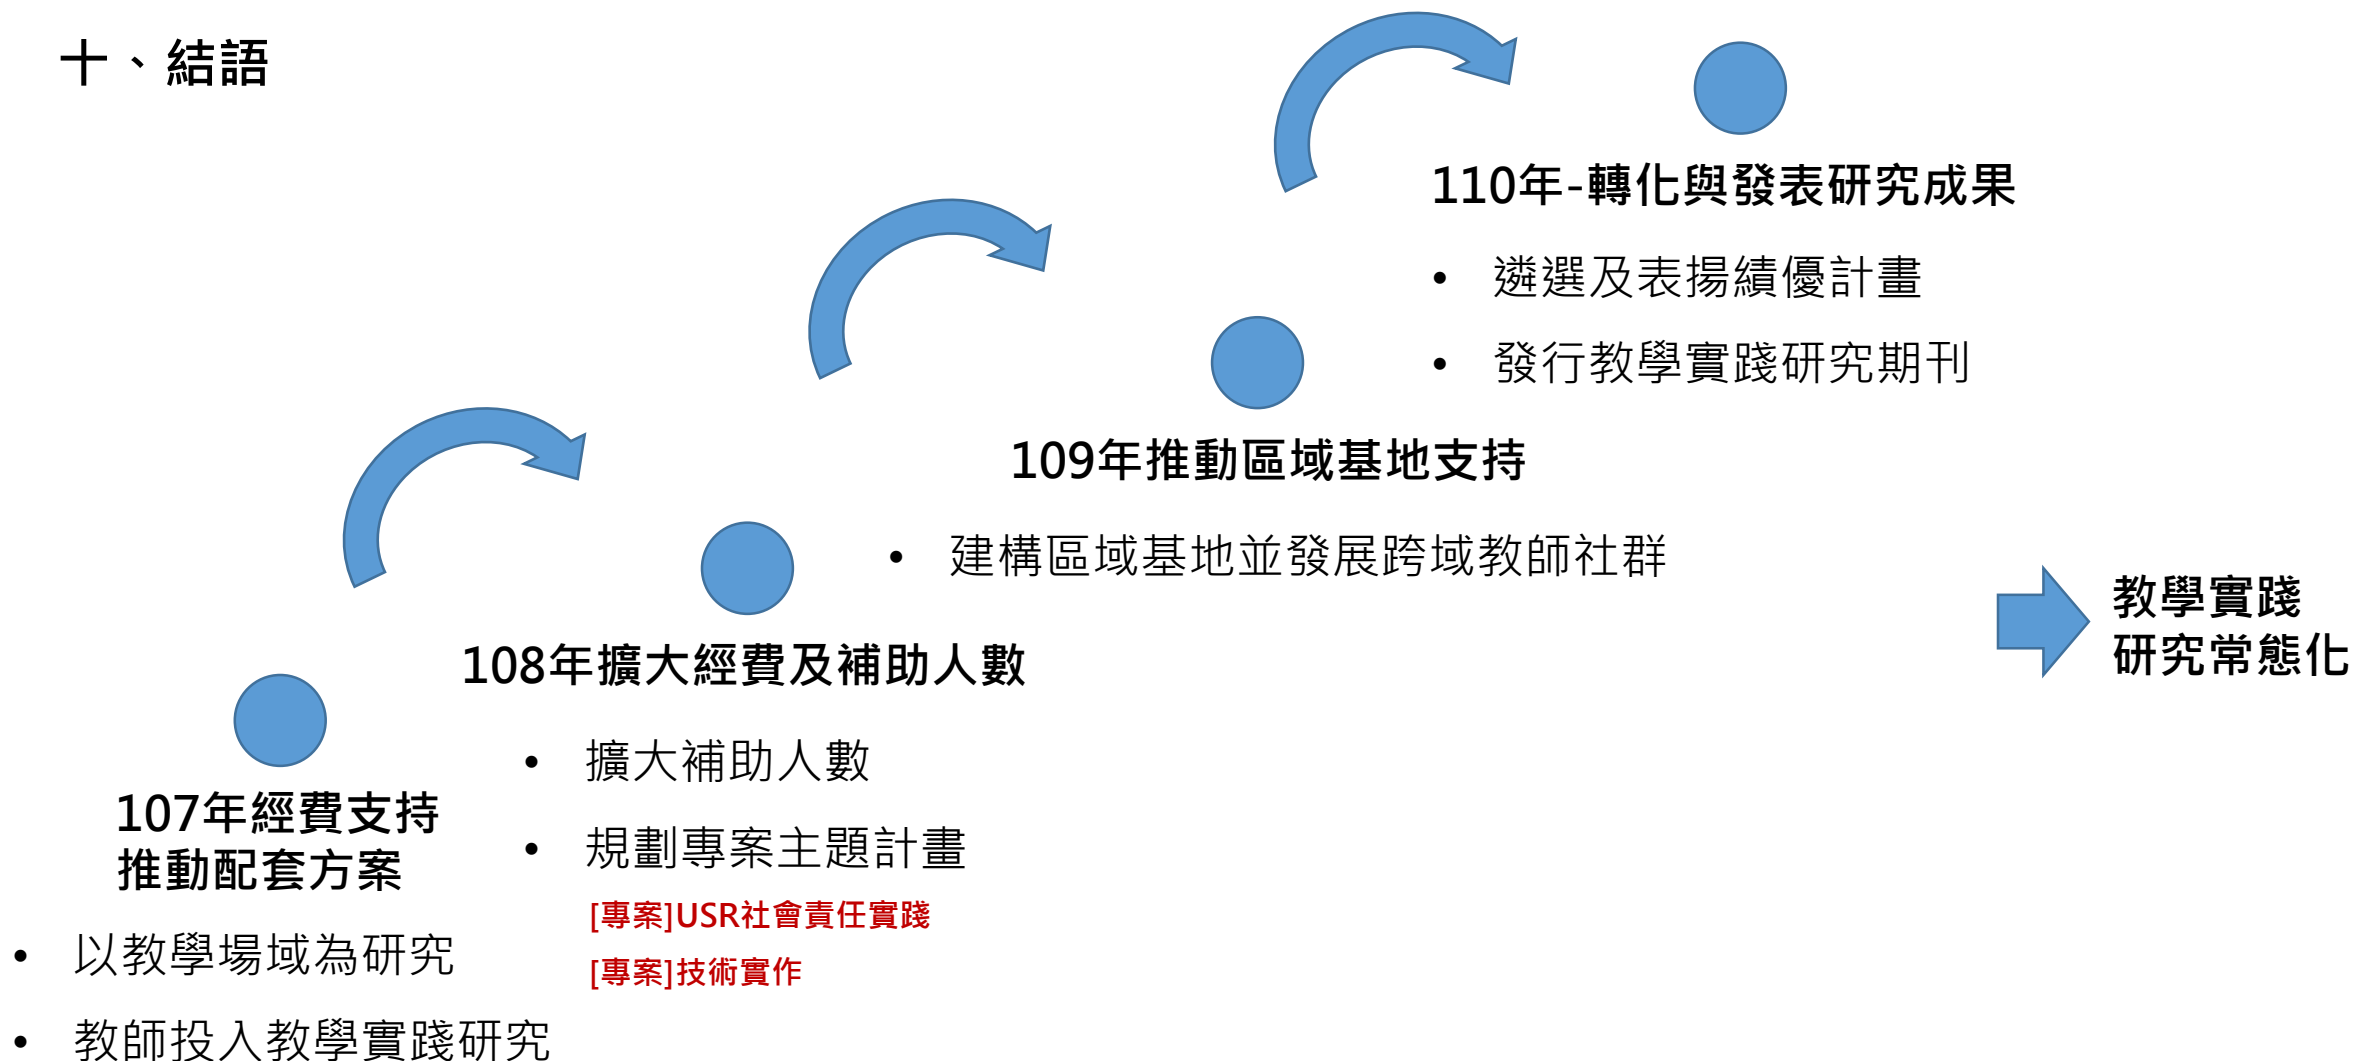 十、結語
110年-轉化與發表研究成果
• 遴選及表揚績優計畫
• 發行教學實踐研究期刊
109年推動區域基地支持
• 建構區域基地並發展跨域教師社群
108年擴大經費及補助人數
• 擴大補助人數
• 規劃專案主題計畫
[專案]USR社會責任實踐
[專案]技術實作
107年經費支持
推動配套方案
• 以教學場域為研究
• 教師投入教學實踐研究
教學實踐
研究常態化